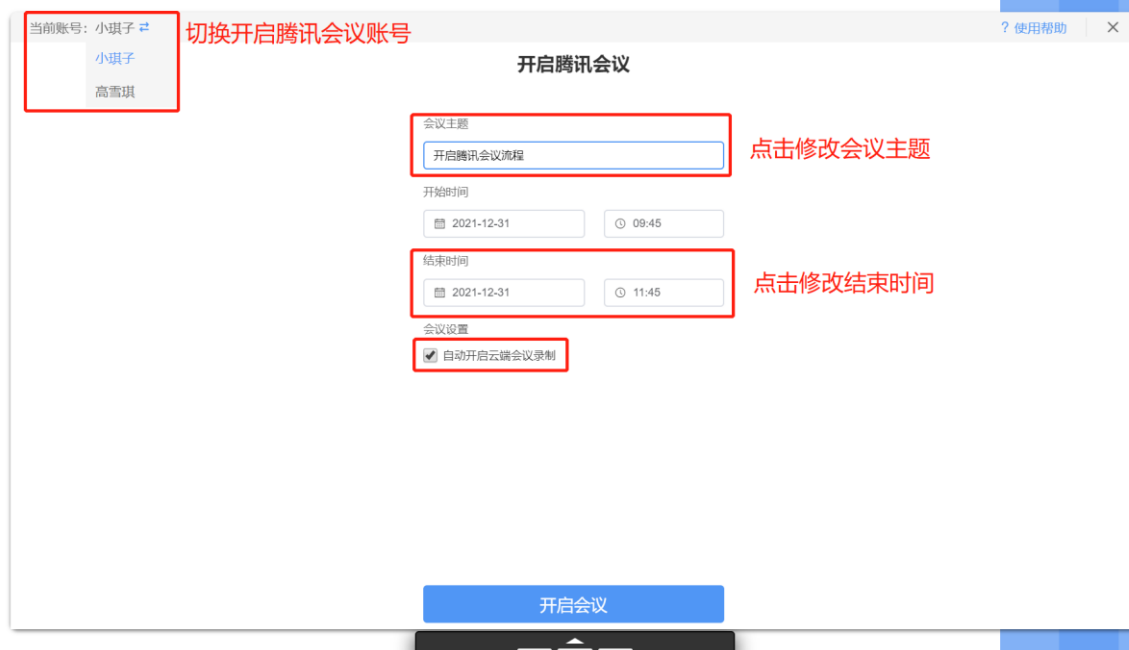 当前账号：小琪子
切换开启腾讯会议账号
? 使用帮助
小琪子
高雪琪
开启腾讯会议
会议主题
开启腾讯会议流程
点击修改会议主题
开始时间
2021-12-31
09:45
结束时间
2021-12-31
11:45
点击修改结束时间
会议设置
自动开启云端会议录制
开启会议